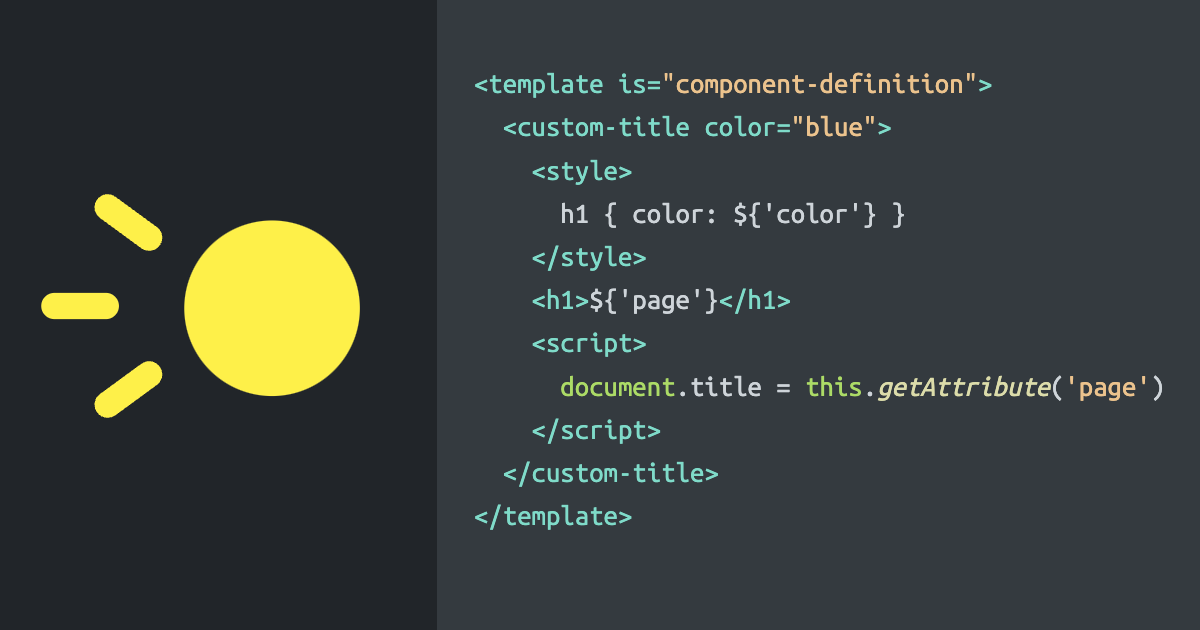 <template is="component-definition">
<custom-title color="blue">
<style>
h1 { color: ${'color'} }
</style>
<h1>${'page'}</h1>
<script>
document.title = this.getAttribute('page')
</script>
</custom-title>
</template>